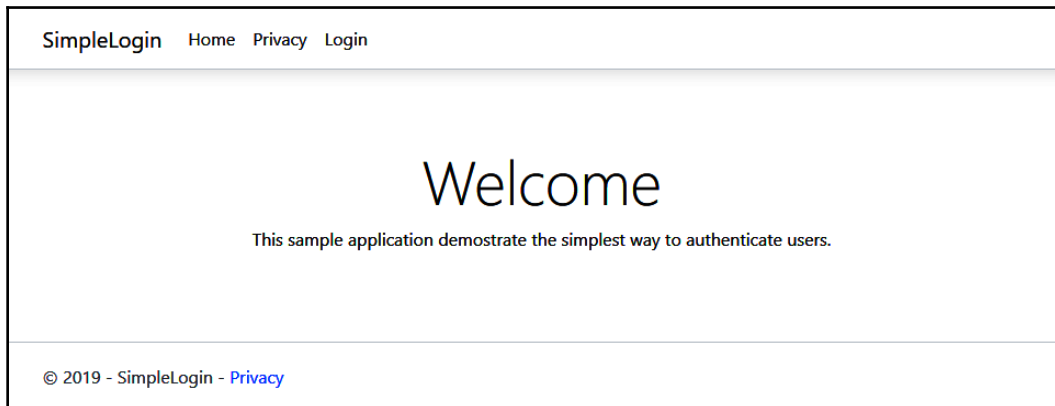 SimpleLogin Home Privacy Login
Welcome
This sample application demostrate the simplest way to authenticate users.
© 2019 - SimpleLogin - Privacy